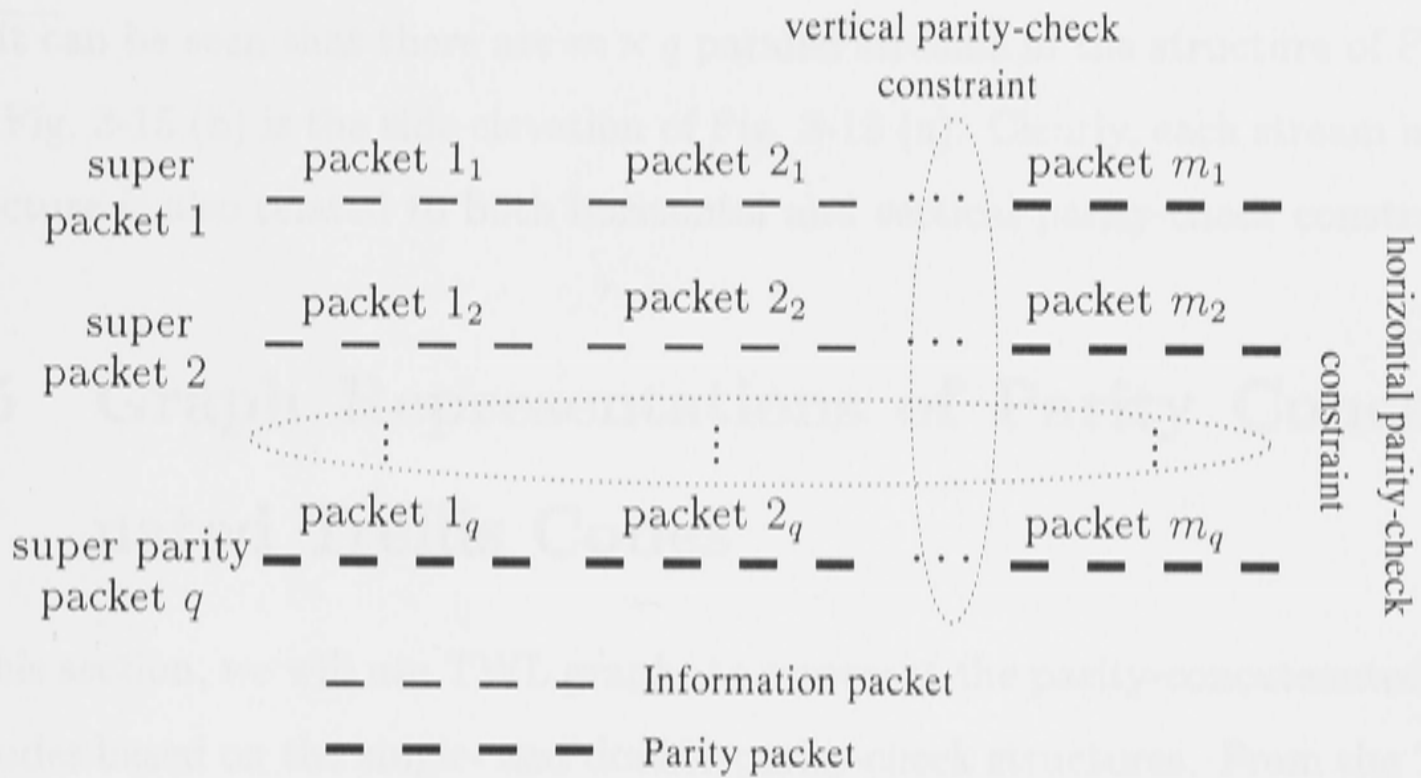 vertical parity-check
constraint
super
packet 1
packet 1₁
packet 2₁
...
packet m₁
super
packet 2
packet 1₂
packet 2₂
...
packet m₂
super parity
packet q
packet 1_q
packet 2_q
...
packet m_q
horizontal parity-check
constraint
Information packet
Parity packet